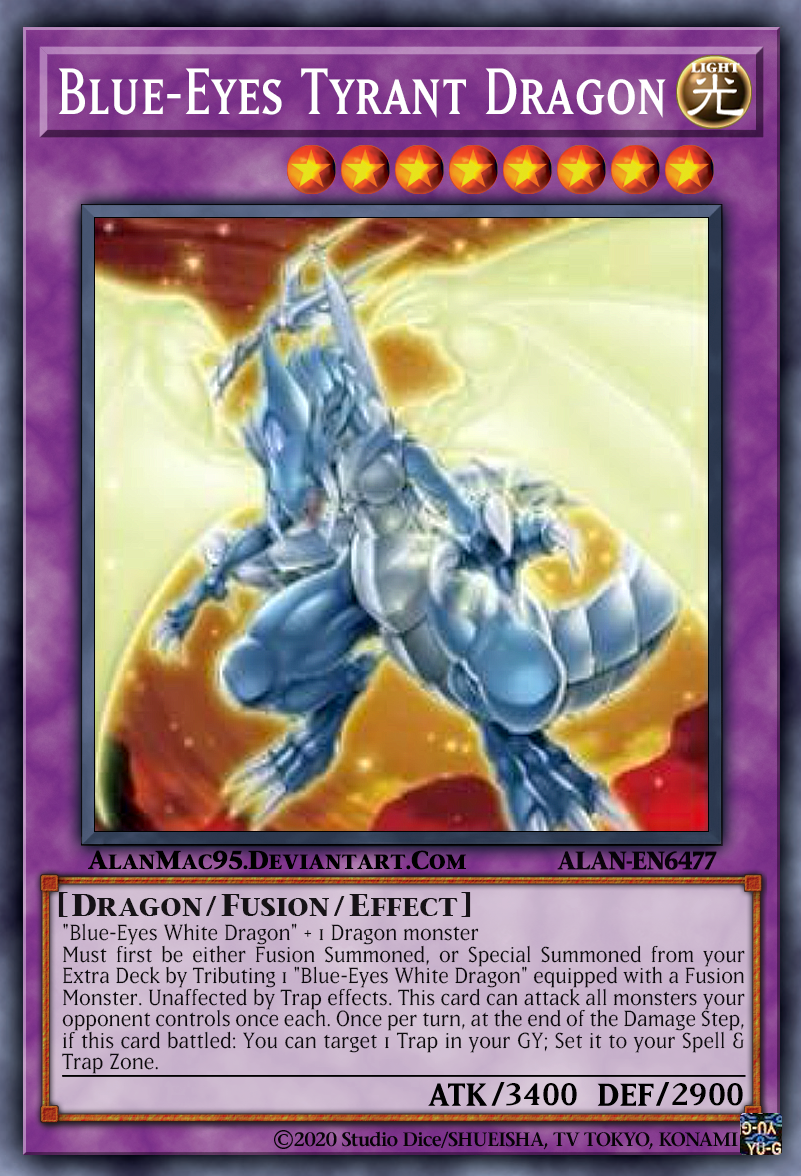 Blue-Eyes Tyrant Dragon
LIGHT
光
AlanMac95.Deviantart.Com ALAN-EN6477
[Dragon/Fusion/Effect]
"Blue-Eyes White Dragon" + 1 Dragon monster
Must first be either Fusion Summoned, or Special Summoned from your
Extra Deck by Tributing 1 "Blue-Eyes White Dragon" equipped with a Fusion
Monster. Unaffected by Trap effects. This card can attack all monsters your
opponent controls once each. Once per turn, at the end of the Damage Step,
if this card battled: You can target 1 Trap in your GY; Set it to your Spell &
Trap Zone.
ATK/3400 DEF/2900
©2020 Studio Dice/SHUEISHA, TV TOKYO, KONAMI